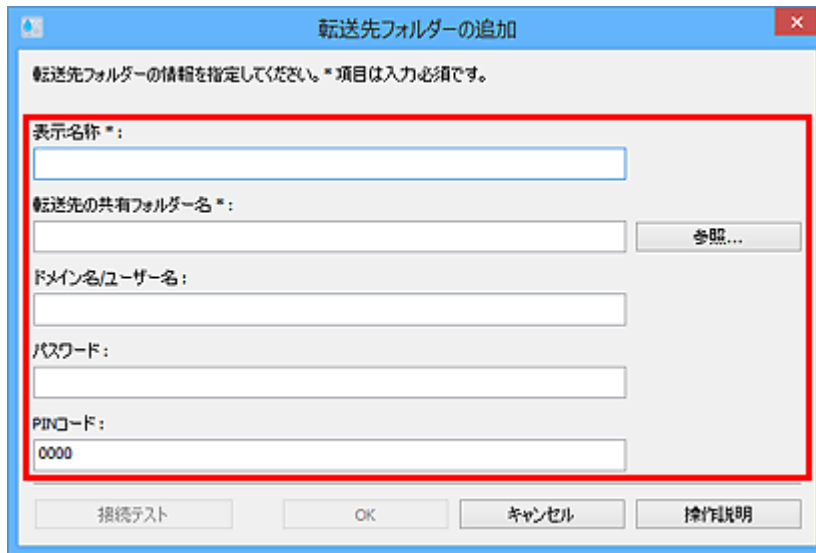 転送先フォルダーの追加
転送先フォルダーの情報を指定してください。* 項目は入力必須です。
表示名称 * :
転送先の共有フォルダー名 * :
参照...
ドメイン名/ユーザー名 :
パスワード :
PINコード :
0000
接続テスト OK キャンセル 操作説明